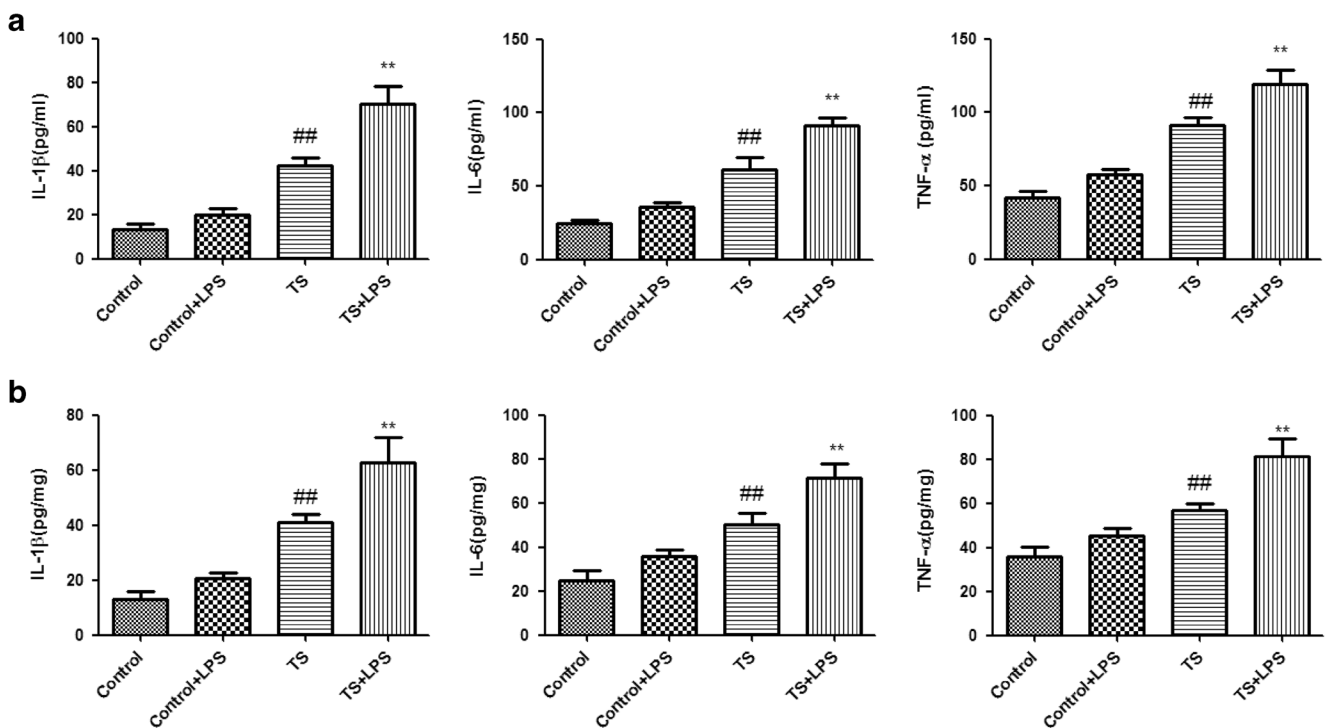 a
IL-1β(pg/ml)
100
80
60
40
20
0
##
**
Control
Control+LPS
TS
TS+LPS
IL-6(pg/ml)
150
100
50
0
##
**
Control
Control+LPS
TS
TS+LPS
TNF-α (pg/ml)
150
100
50
0
##
**
Control
Control+LPS
TS
TS+LPS
b
IL-1β(pg/mg)
80
60
40
20
0
##
**
Control
Control+LPS
TS
TS+LPS
IL-6(pg/mg)
100
80
60
40
20
0
##
**
Control
Control+LPS
TS
TS+LPS
TNF-α(pg/mg)
100
80
60
40
20
0
##
**
Control
Control+LPS
TS
TS+LPS